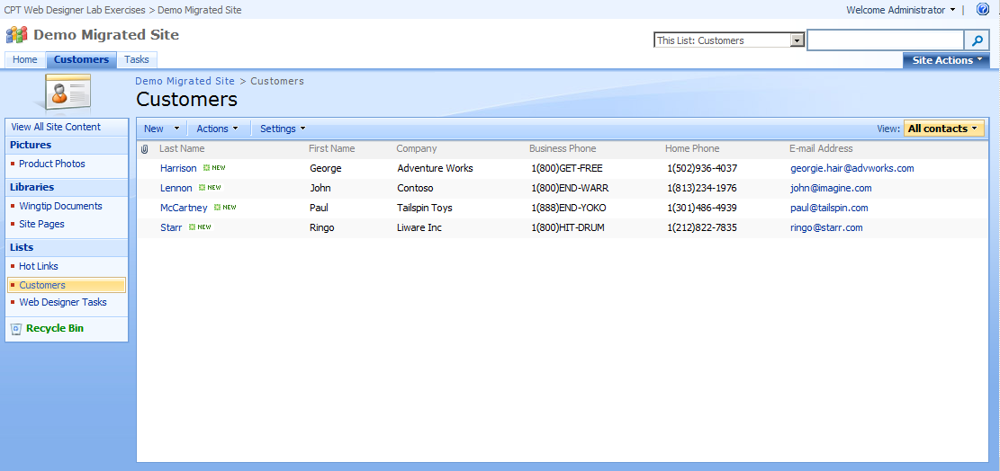 CPT Web Designer Lab Exercises > Demo Migrated Site Welcome Administrator
Demo Migrated Site
This List: Customers
Home Customers Tasks Site Actions
Demo Migrated Site > Customers
Customers
View All Site Content
Pictures
Product Photos
Libraries
Wingtip Documents
Site Pages
Lists
Hot Links
Customers
Web Designer Tasks
Recycle Bin
New Actions Settings View: All contacts
Last Name First Name Company Business Phone Home Phone E-mail Address
Harrison NEW George Adventure Works 1(800)GET-FREE 1(502)936-4037 georgie.hair@advworks.com
Lennon NEW John Contoso 1(800)END-WARR 1(813)234-1976 john@imagine.com
McCartney NEW Paul Tailspin Toys 1(888)END-YOKO 1(301)486-4939 paul@tailspin.com
Starr NEW Ringo Liware Inc 1(800)HIT-DRUM 1(212)822-7835 ringo@starr.com